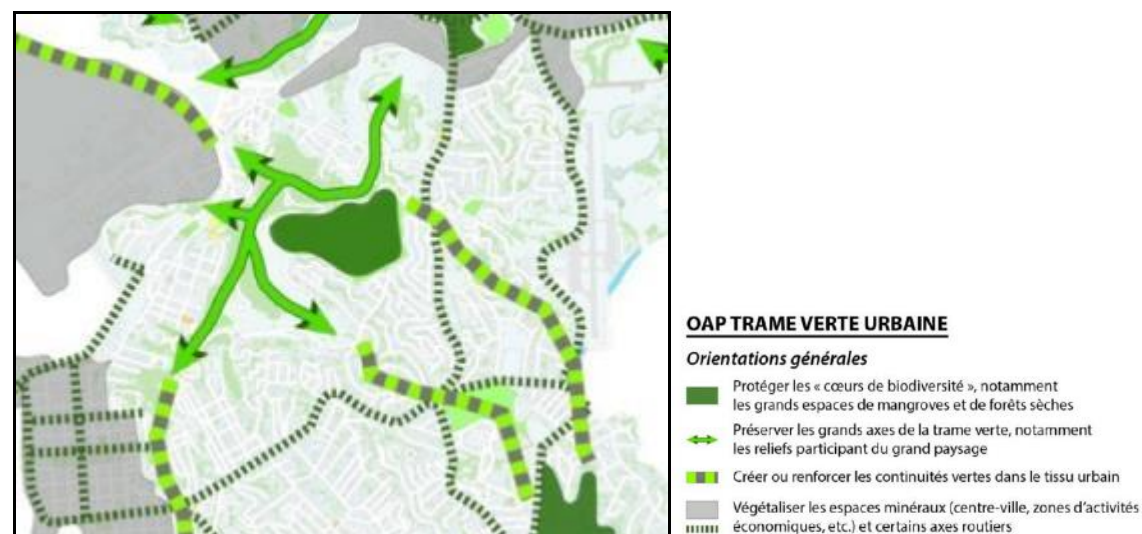 OAP TRAME VERTE URBAINE
Orientations générales
Protéger les « cœurs de biodiversité », notamment
les grands espaces de mangroves et de forêts sèches
Préserver les grands axes de la trame verte, notamment
les reliefs participant du grand paysage
Créer ou renforcer les continuités vertes dans le tissu urbain
Végétaliser les espaces minéraux (centre-ville, zones d'activités
économiques, etc.) et certains axes routiers